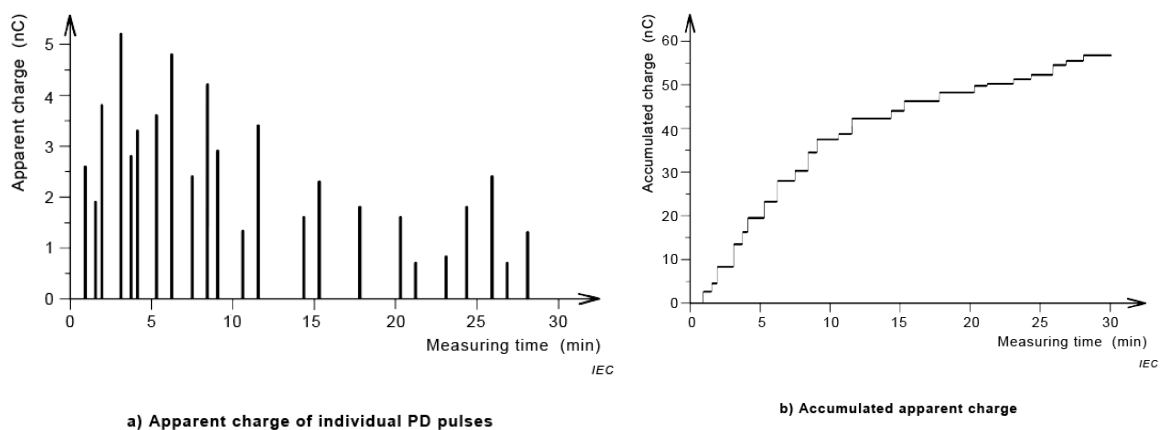 Apparent charge (nC)
5
4
3
2
1
0
0 5 10 15 20 25 30
Measuring time (min)
IEC
a) Apparent charge of individual PD pulses
Accumulated charge (nC)
60
50
40
30
20
10
0
0 5 10 15 20 25 30
Measuring time (min)
IEC
b) Accumulated apparent charge